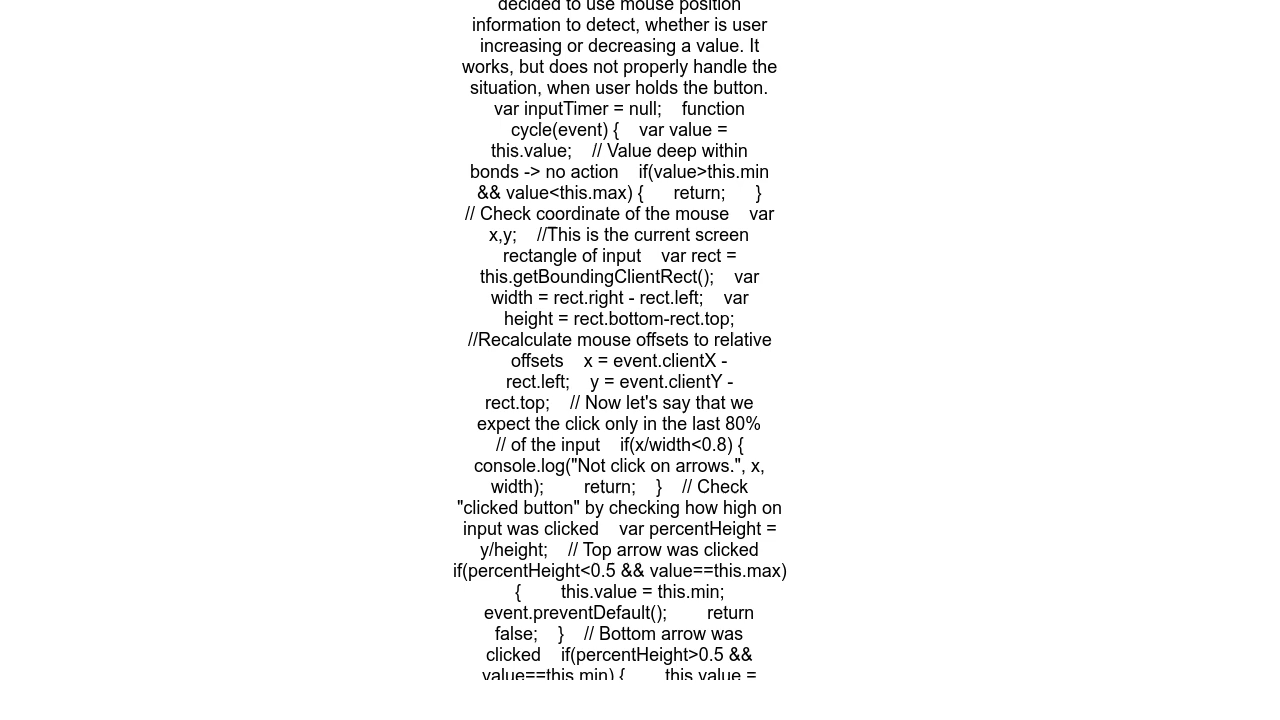 decided to use mouse position
information to detect, whether is user
increasing or decreasing a value. It
works, but does not properly handle the
situation, when user holds the button.
var inputTimer = null;    function
cycle(event) {    var value =
this.value;    // Value deep within
bonds -> no action    if(value>this.min
&& value<this.max) {      return;      }
// Check coordinate of the mouse    var
x,y;    //This is the current screen
rectangle of input    var rect =
this.getBoundingClientRect();    var
width = rect.right - rect.left;    var
height = rect.bottom-rect.top;
//Recalculate mouse offsets to relative
offsets    x = event.clientX -
rect.left;    y = event.clientY -
rect.top;    // Now let's say that we
expect the click only in the last 80%
// of the input    if(x/width<0.8) {
console.log("Not click on arrows.", x,
width);        return;    }    // Check
"clicked button" by checking how high on
input was clicked    var percentHeight =
y/height;    // Top arrow was clicked
if(percentHeight<0.5 && value==this.max)
{        this.value = this.min;
event.preventDefault();        return
false;    }    // Bottom arrow was
clicked    if(percentHeight>0.5 &&
value==this.min) {        this.value =